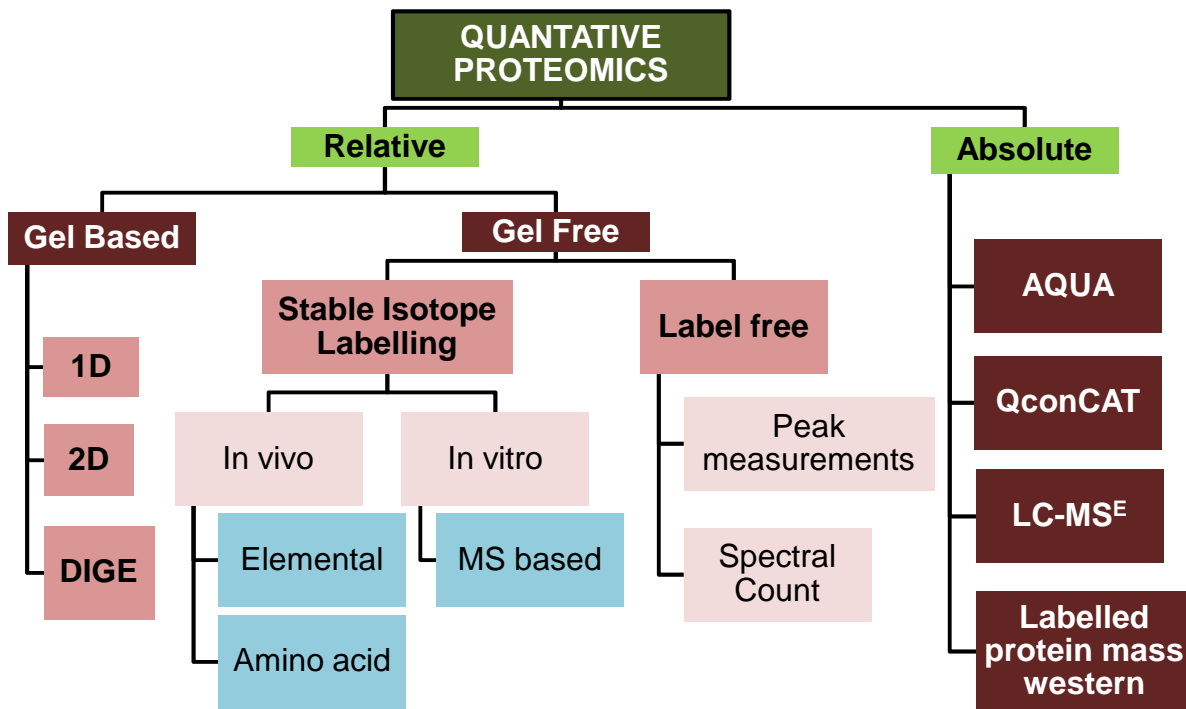 QUANTATIVE
PROTEOMICS
Relative
Absolute
Gel Based
Gel Free
Stable Isotope
Labelling
Label free
1D
2D
DIGE
In vivo
In vitro
Elemental
Amino acid
MS based
Peak
measurements
Spectral
Count
AQUA
QconCAT
LC-MSᴱ
Labelled
protein mass
western